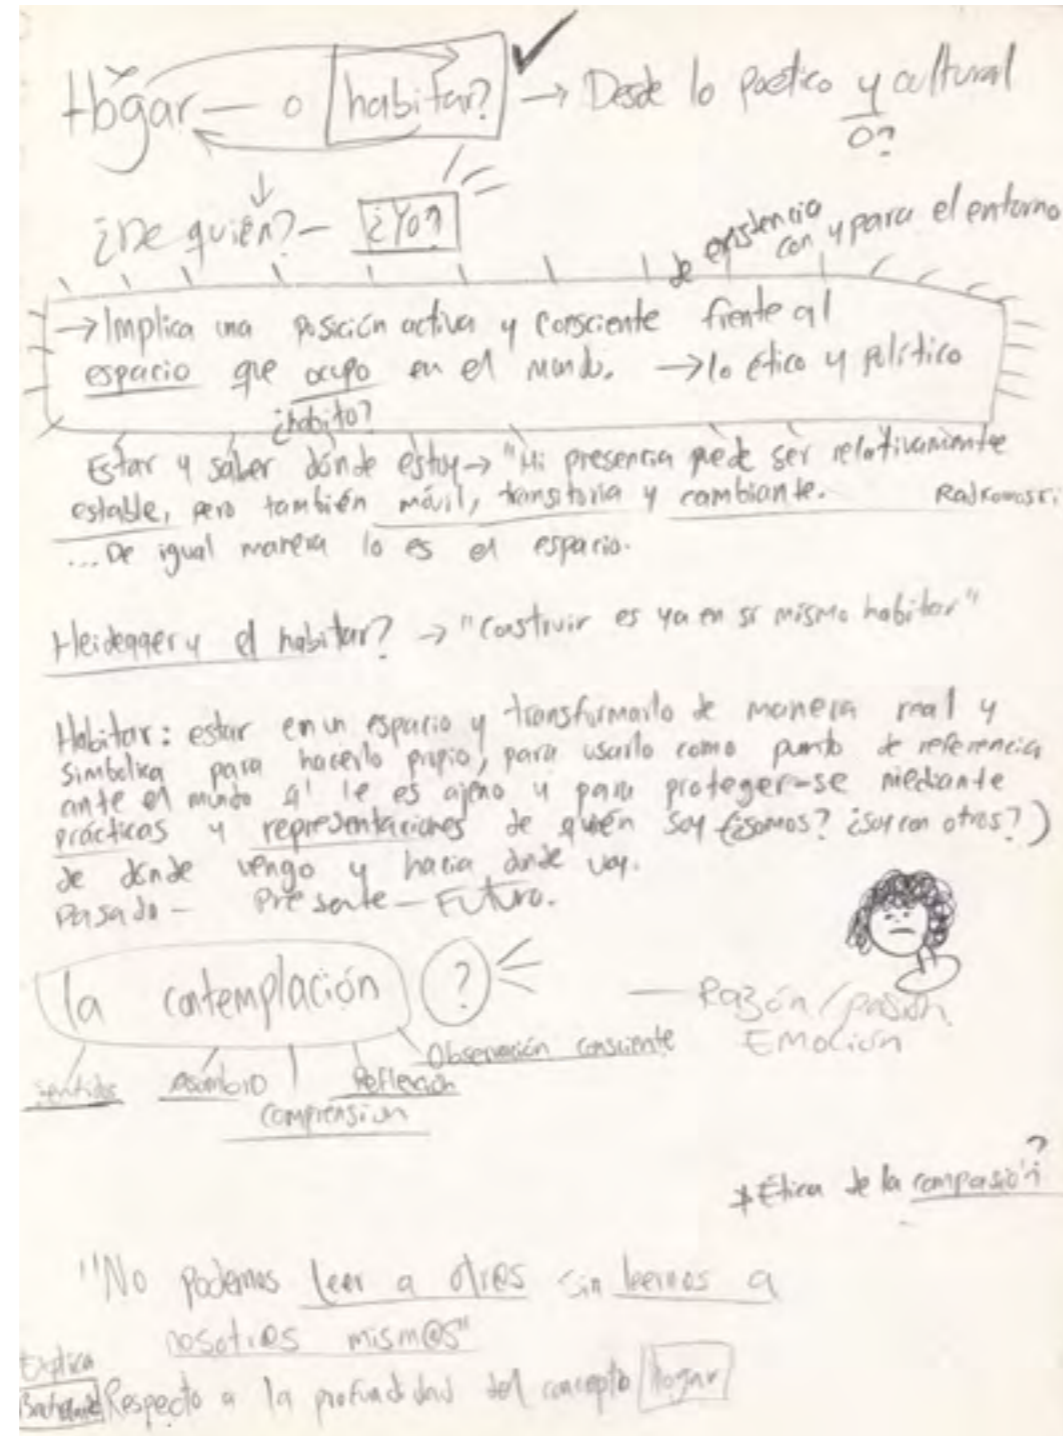 Hogar — o habitar? → Desde lo poético y cultural
o?
¿De quién? — ¿Yo?
de existencia
con y para el entorno
→ Implica una posición activa y consciente frente al
espacio que ocupo en el mundo. → lo ético y político
¿habito?
Estar y saber dónde estoy → "Mi presencia puede ser relativamente
estable, pero también móvil, transitoria y cambiante. Radkowski
... De igual manera lo es el espacio.
Heidegger y el habitar? → "Construir es ya en sí mismo habitar"
Habitar: estar en un espacio y transformarlo de manera real y
simbólica para hacerlo propio, para usarlo como punto de referencia
ante el mundo q' le es ajeno y para proteger-se mediante
prácticas y representaciones de quién soy (¿somos? ¿soy con otros?)
de dónde vengo y hacia donde voy.
Pasado — Presente — Futuro.
la contemplación ?
— Razón / pasión
Emoción
Observación consciente
sentidos asombro Reflexión
comprensión
?
* Ética de la compasión
"No podemos leer a otr@s sin leernos a
nosotr@s mism@s"
Explica
Bachelard Respecto a la profundidad del concepto hogar